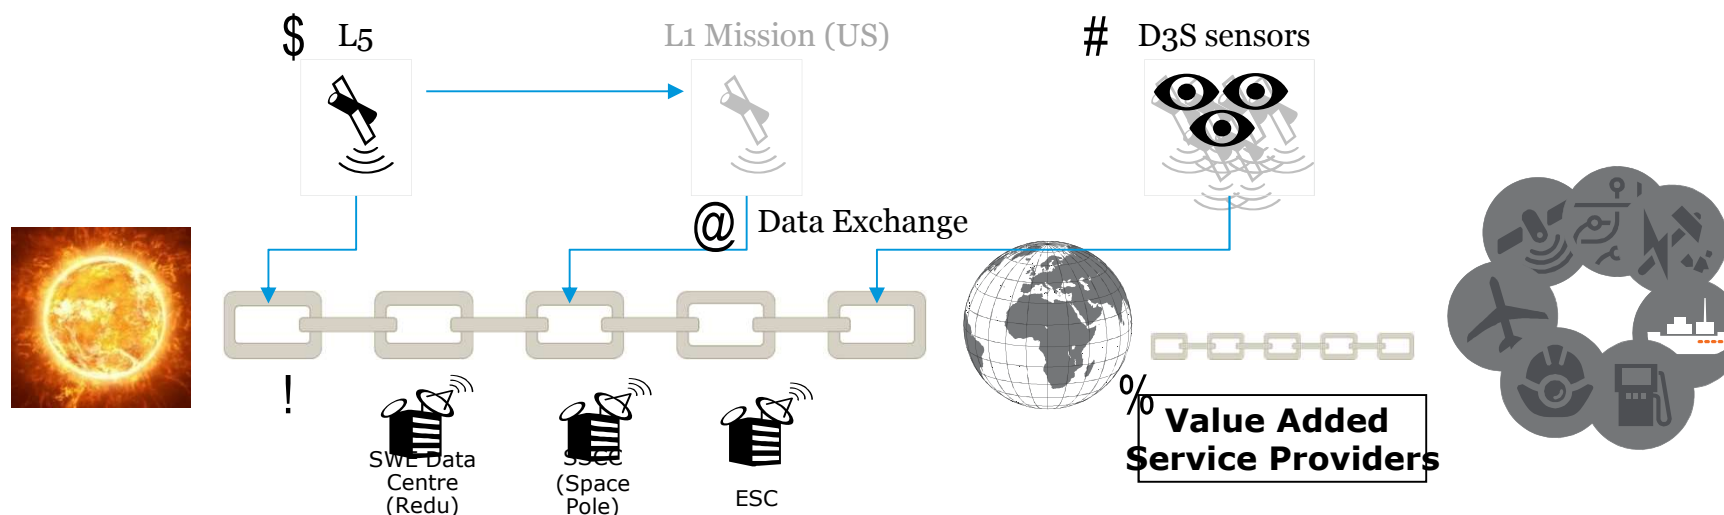 $ L5
L1 Mission (US)
# D3S sensors
@ Data Exchange
!
SWE Data
Centre
(Redu)
SSCC
(Space
Pole)
ESC
%
Value Added
Service Providers